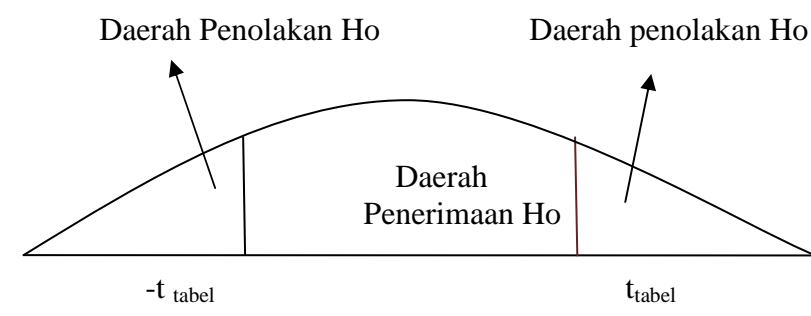 Daerah Penolakan Ho
Daerah penolakan Ho
Daerah
Penerimaan Ho
-t tabel
ttabel